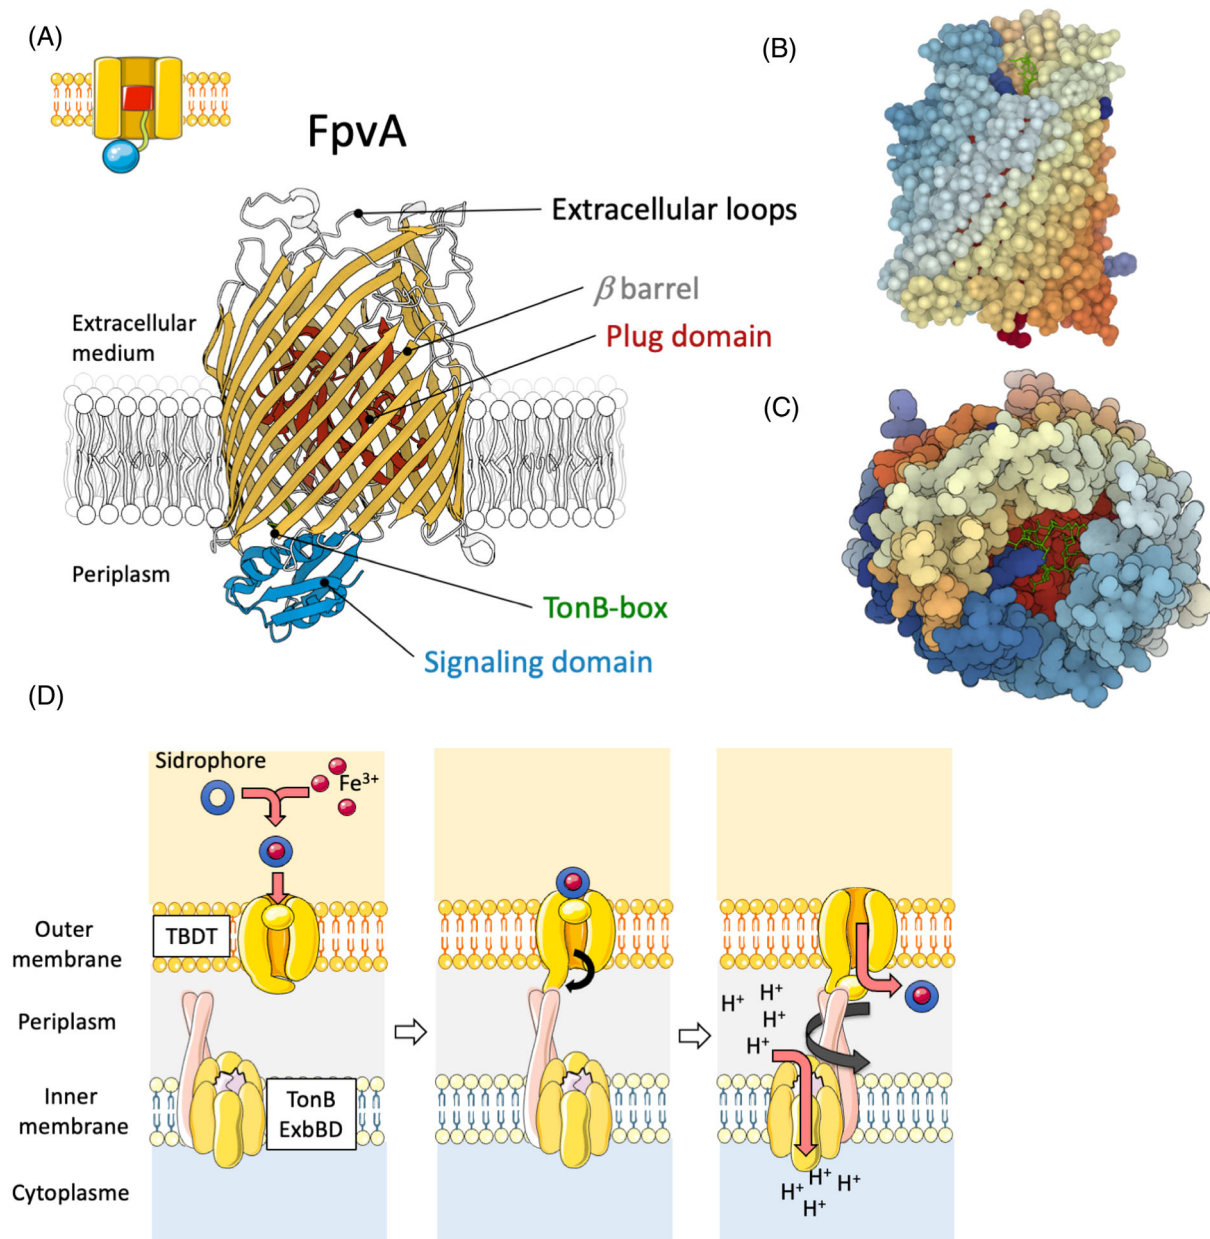 (A)
FpvA
Extracellular loops
β barrel
Plug domain
Extracellular
medium
Periplasm
TonB-box
Signaling domain
(B)
(C)
(D)
Sidrophore
Fe³⁺
Outer
membrane
TBDT
Periplasm
Inner
membrane
TonB
ExbBD
Cytoplasme
H⁺
H⁺
H⁺
H⁺
H⁺
H⁺
H⁺
H⁺